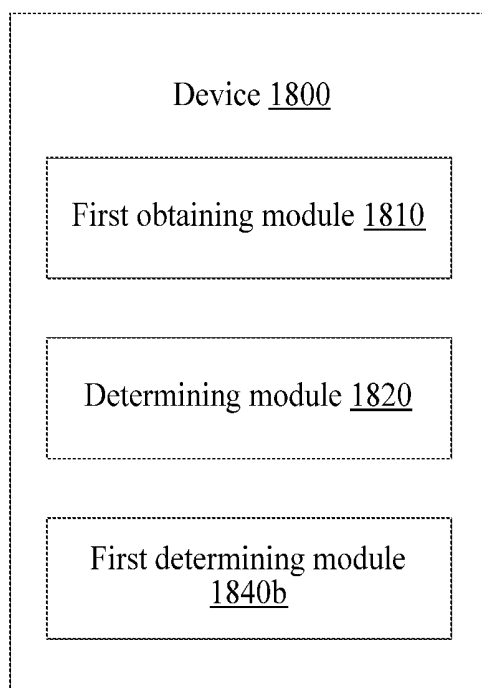 Device 1800
First obtaining module 1810
Determining module 1820
First determining module
1840b